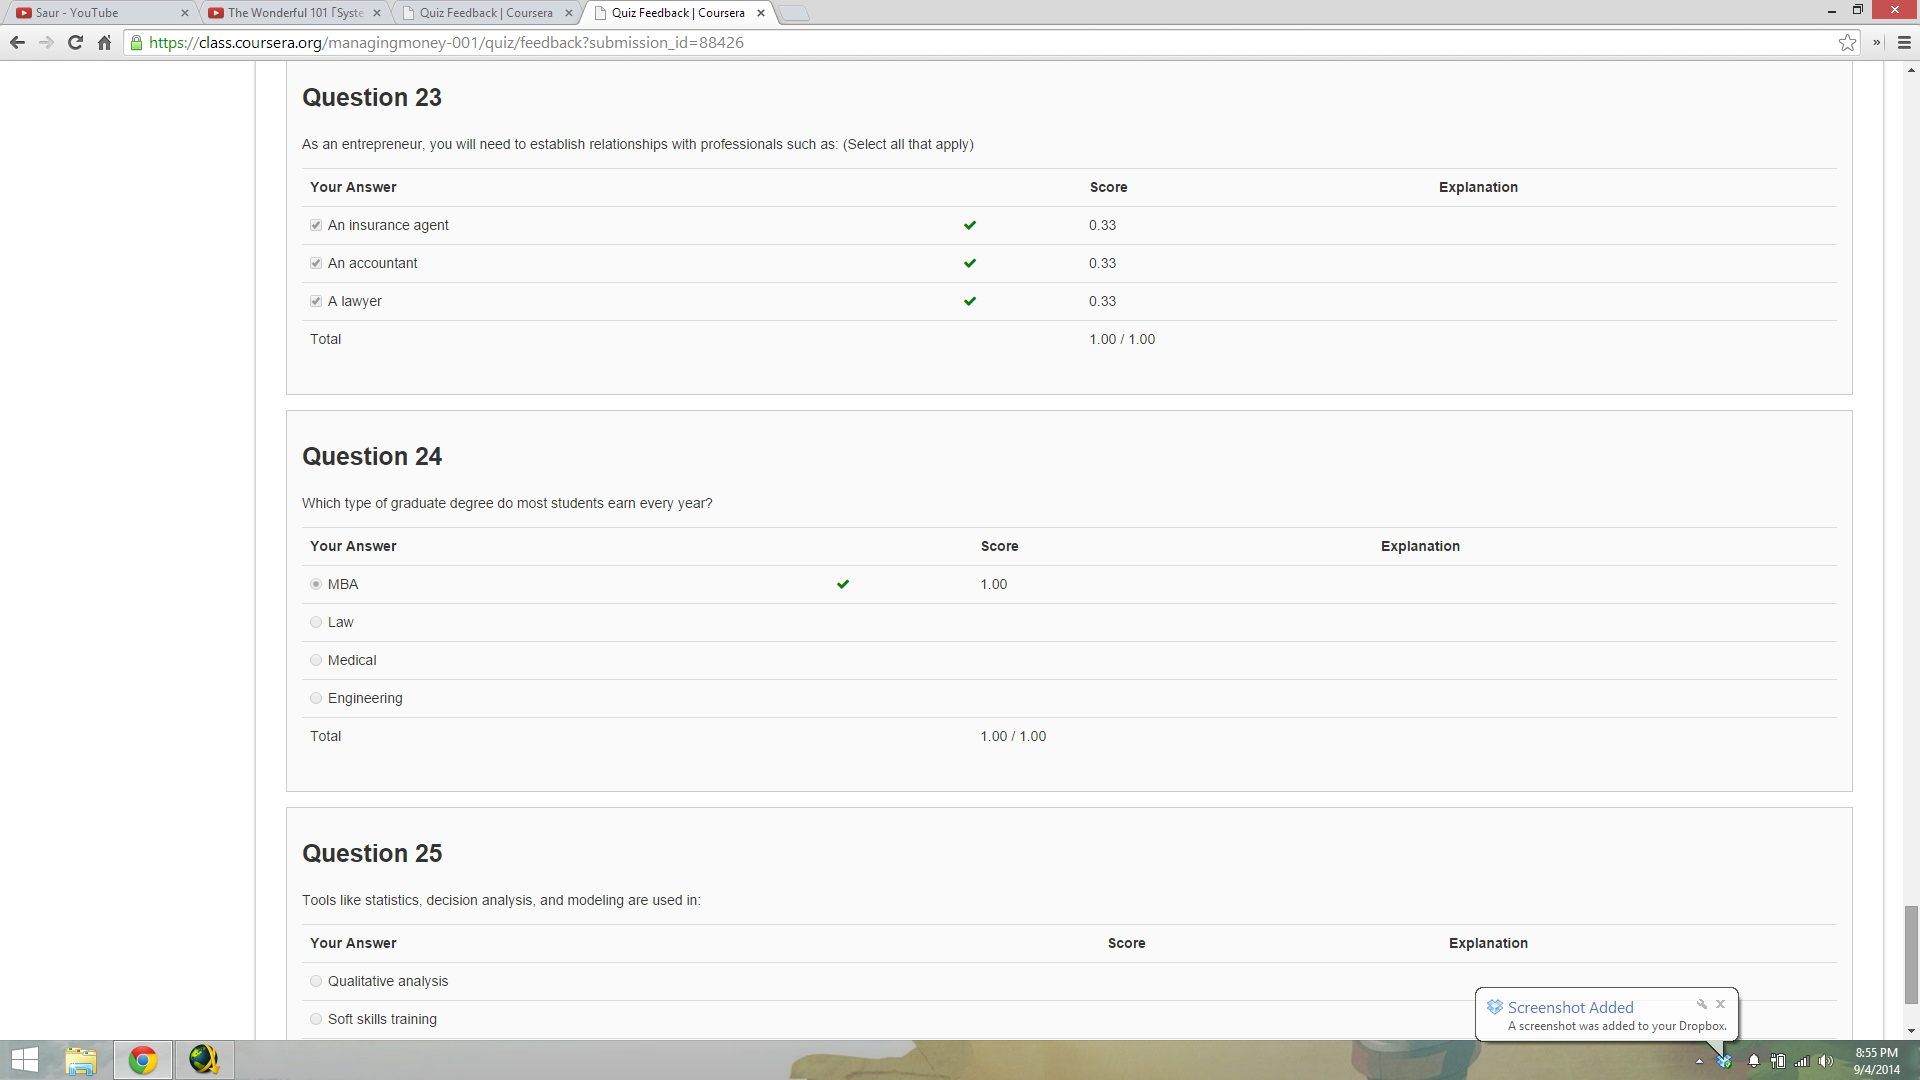 Saur - YouTube
The Wonderful 101「Syste
Quiz Feedback | Coursera
Quiz Feedback | Coursera
https://class.coursera.org/managingmoney-001/quiz/feedback?submission_id=88426
Question 23
As an entrepreneur, you will need to establish relationships with professionals such as: (Select all that apply)
Your Answer Score Explanation
An insurance agent 0.33
An accountant 0.33
A lawyer 0.33
Total 1.00 / 1.00
Question 24
Which type of graduate degree do most students earn every year?
Your Answer Score Explanation
MBA 1.00
Law
Medical
Engineering
Total 1.00 / 1.00
Question 25
Tools like statistics, decision analysis, and modeling are used in:
Your Answer Score Explanation
Qualitative analysis
Soft skills training
Screenshot Added
A screenshot was added to your Dropbox.
8:55 PM
9/4/2014